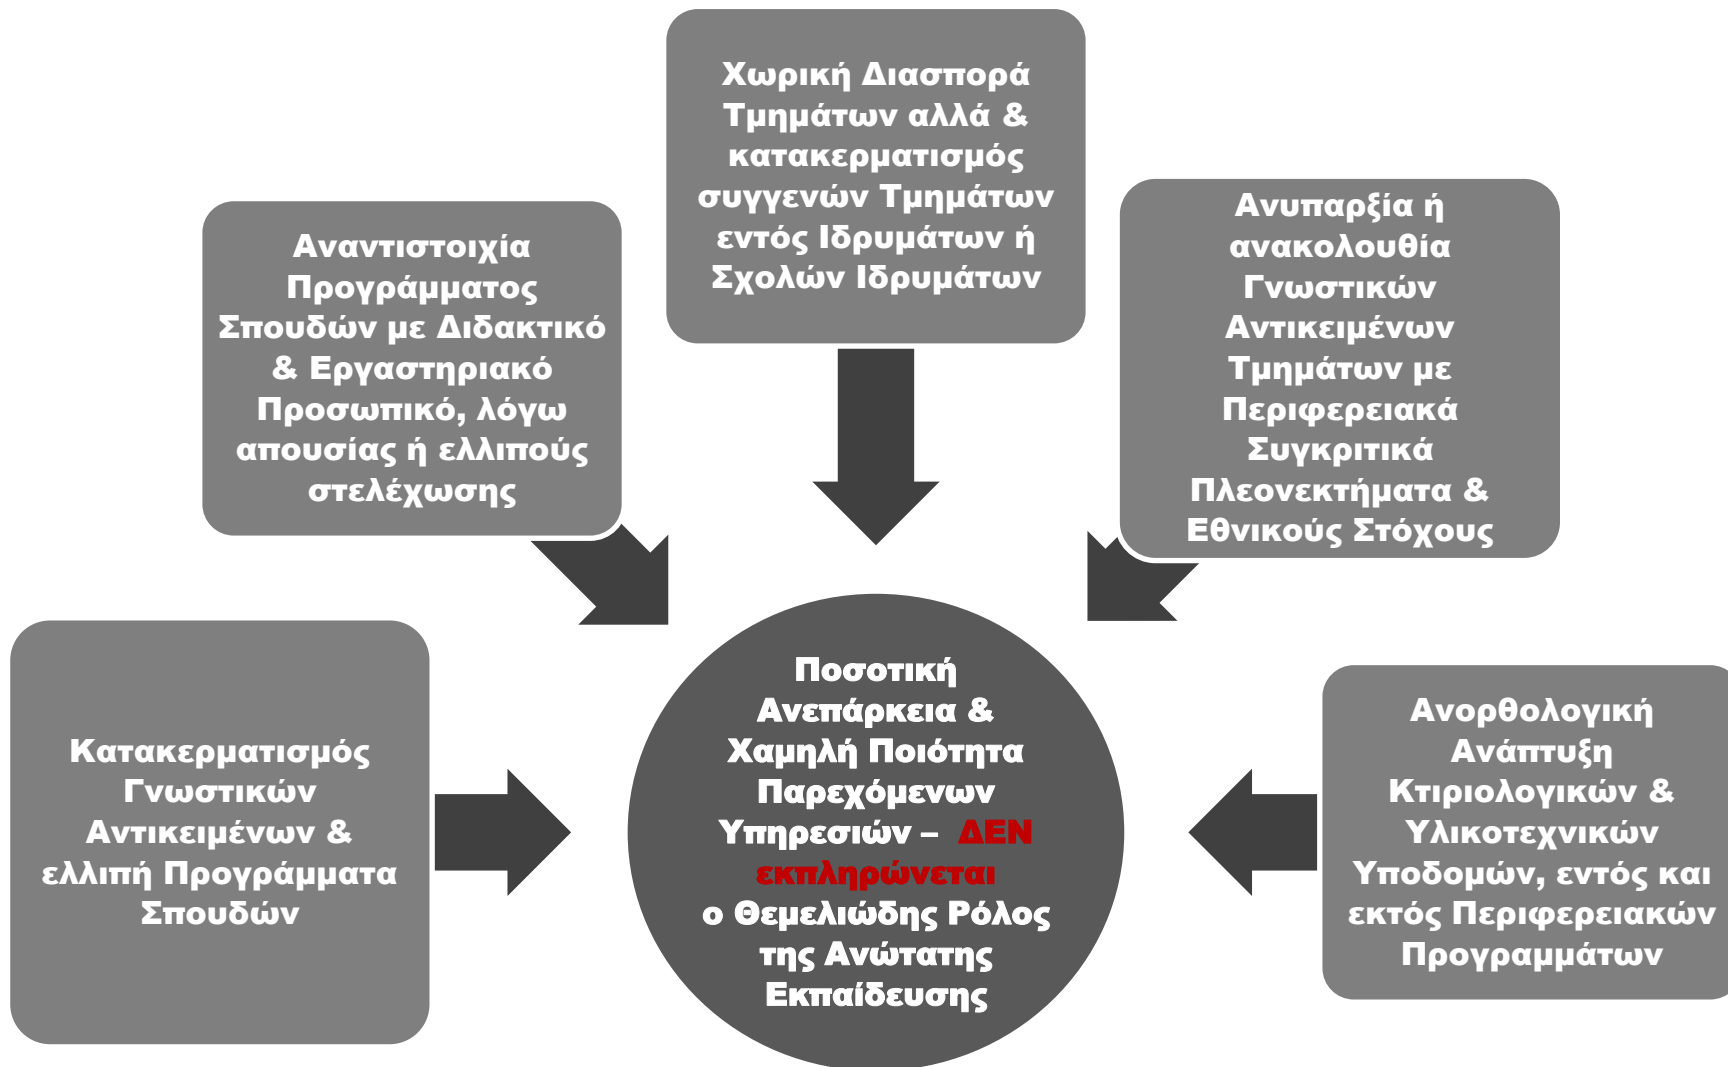 Χωρική Διασπορά
Τμημάτων αλλά &
κατακερματισμός
συγγενών Τμημάτων
εντός Ιδρυμάτων ή
Σχολών Ιδρυμάτων
Αναντιστοιχία
Προγράμματος
Σπουδών με Διδακτικό
& Εργαστηριακό
Προσωπικό, λόγω
απουσίας ή ελλιπούς
στελέχωσης
Ανυπαρξία ή
ανακολουθία
Γνωστικών
Αντικειμένων
Τμημάτων με
Περιφερειακά
Συγκριτικά
Πλεονεκτήματα &
Εθνικούς Στόχους
Κατακερματισμός
Γνωστικών
Αντικειμένων &
ελλιπή Προγράμματα
Σπουδών
Ποσοτική
Ανεπάρκεια &
Χαμηλή Ποιότητα
Παρεχόμενων
Υπηρεσιών – ΔΕΝ
εκπληρώνεται
ο Θεμελιώδης Ρόλος
της Ανώτατης
Εκπαίδευσης
Ανορθολογική
Ανάπτυξη
Κτιριολογικών &
Υλικοτεχνικών
Υποδομών, εντός και
εκτός Περιφερειακών
Προγραμμάτων